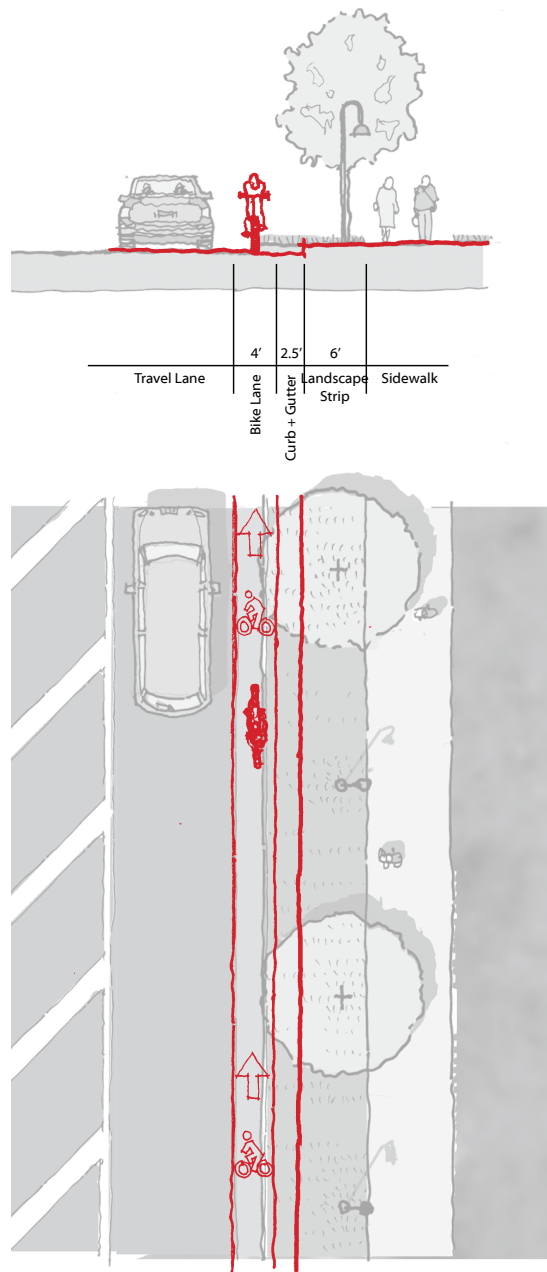 4’ 2.5’ 6’
Travel Lane
Bike Lane
Curb + Gutter
Landscape
Strip
Sidewalk